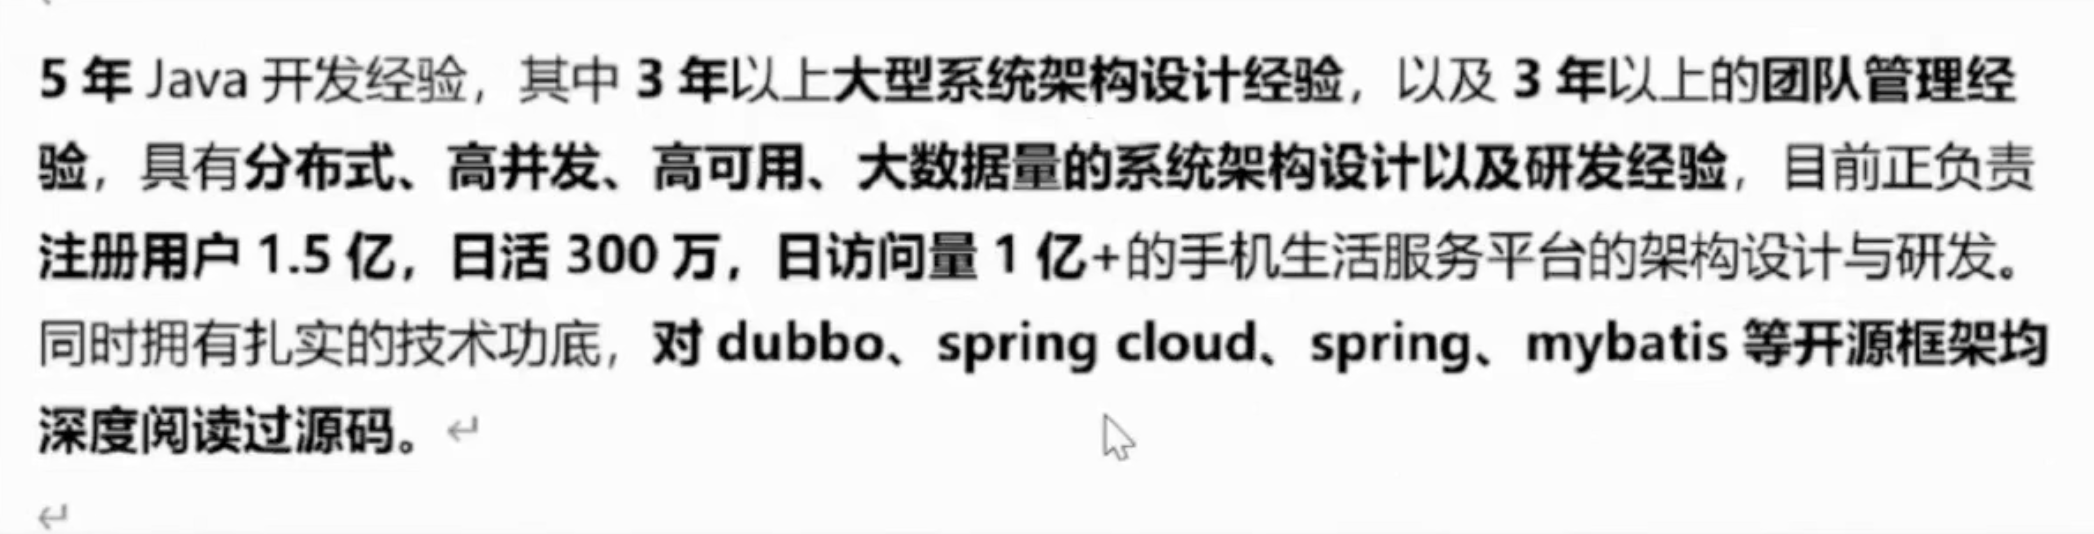 5 年 Java 开发经验，其中 3 年以上大型系统架构设计经验，以及 3 年以上的团队管理经
验，具有分布式、高并发、高可用、大数据量的系统架构设计以及研发经验，目前正负责
注册用户 1.5 亿，日活 300 万，日访问量 1 亿+的手机生活服务平台的架构设计与研发。
同时拥有扎实的技术功底，对 dubbo、spring cloud、spring、mybatis 等开源框架均
深度阅读过源码。